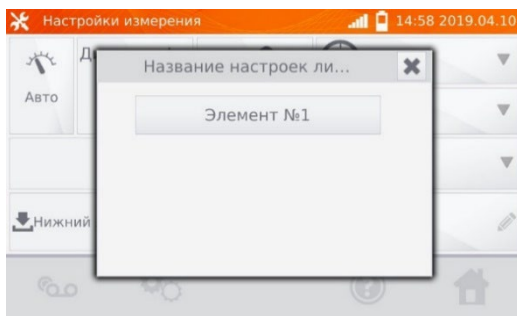 Настройки измерения 14:58 2019.04.10
Название настроек ли...
Авто
Элемент №1
Нижний